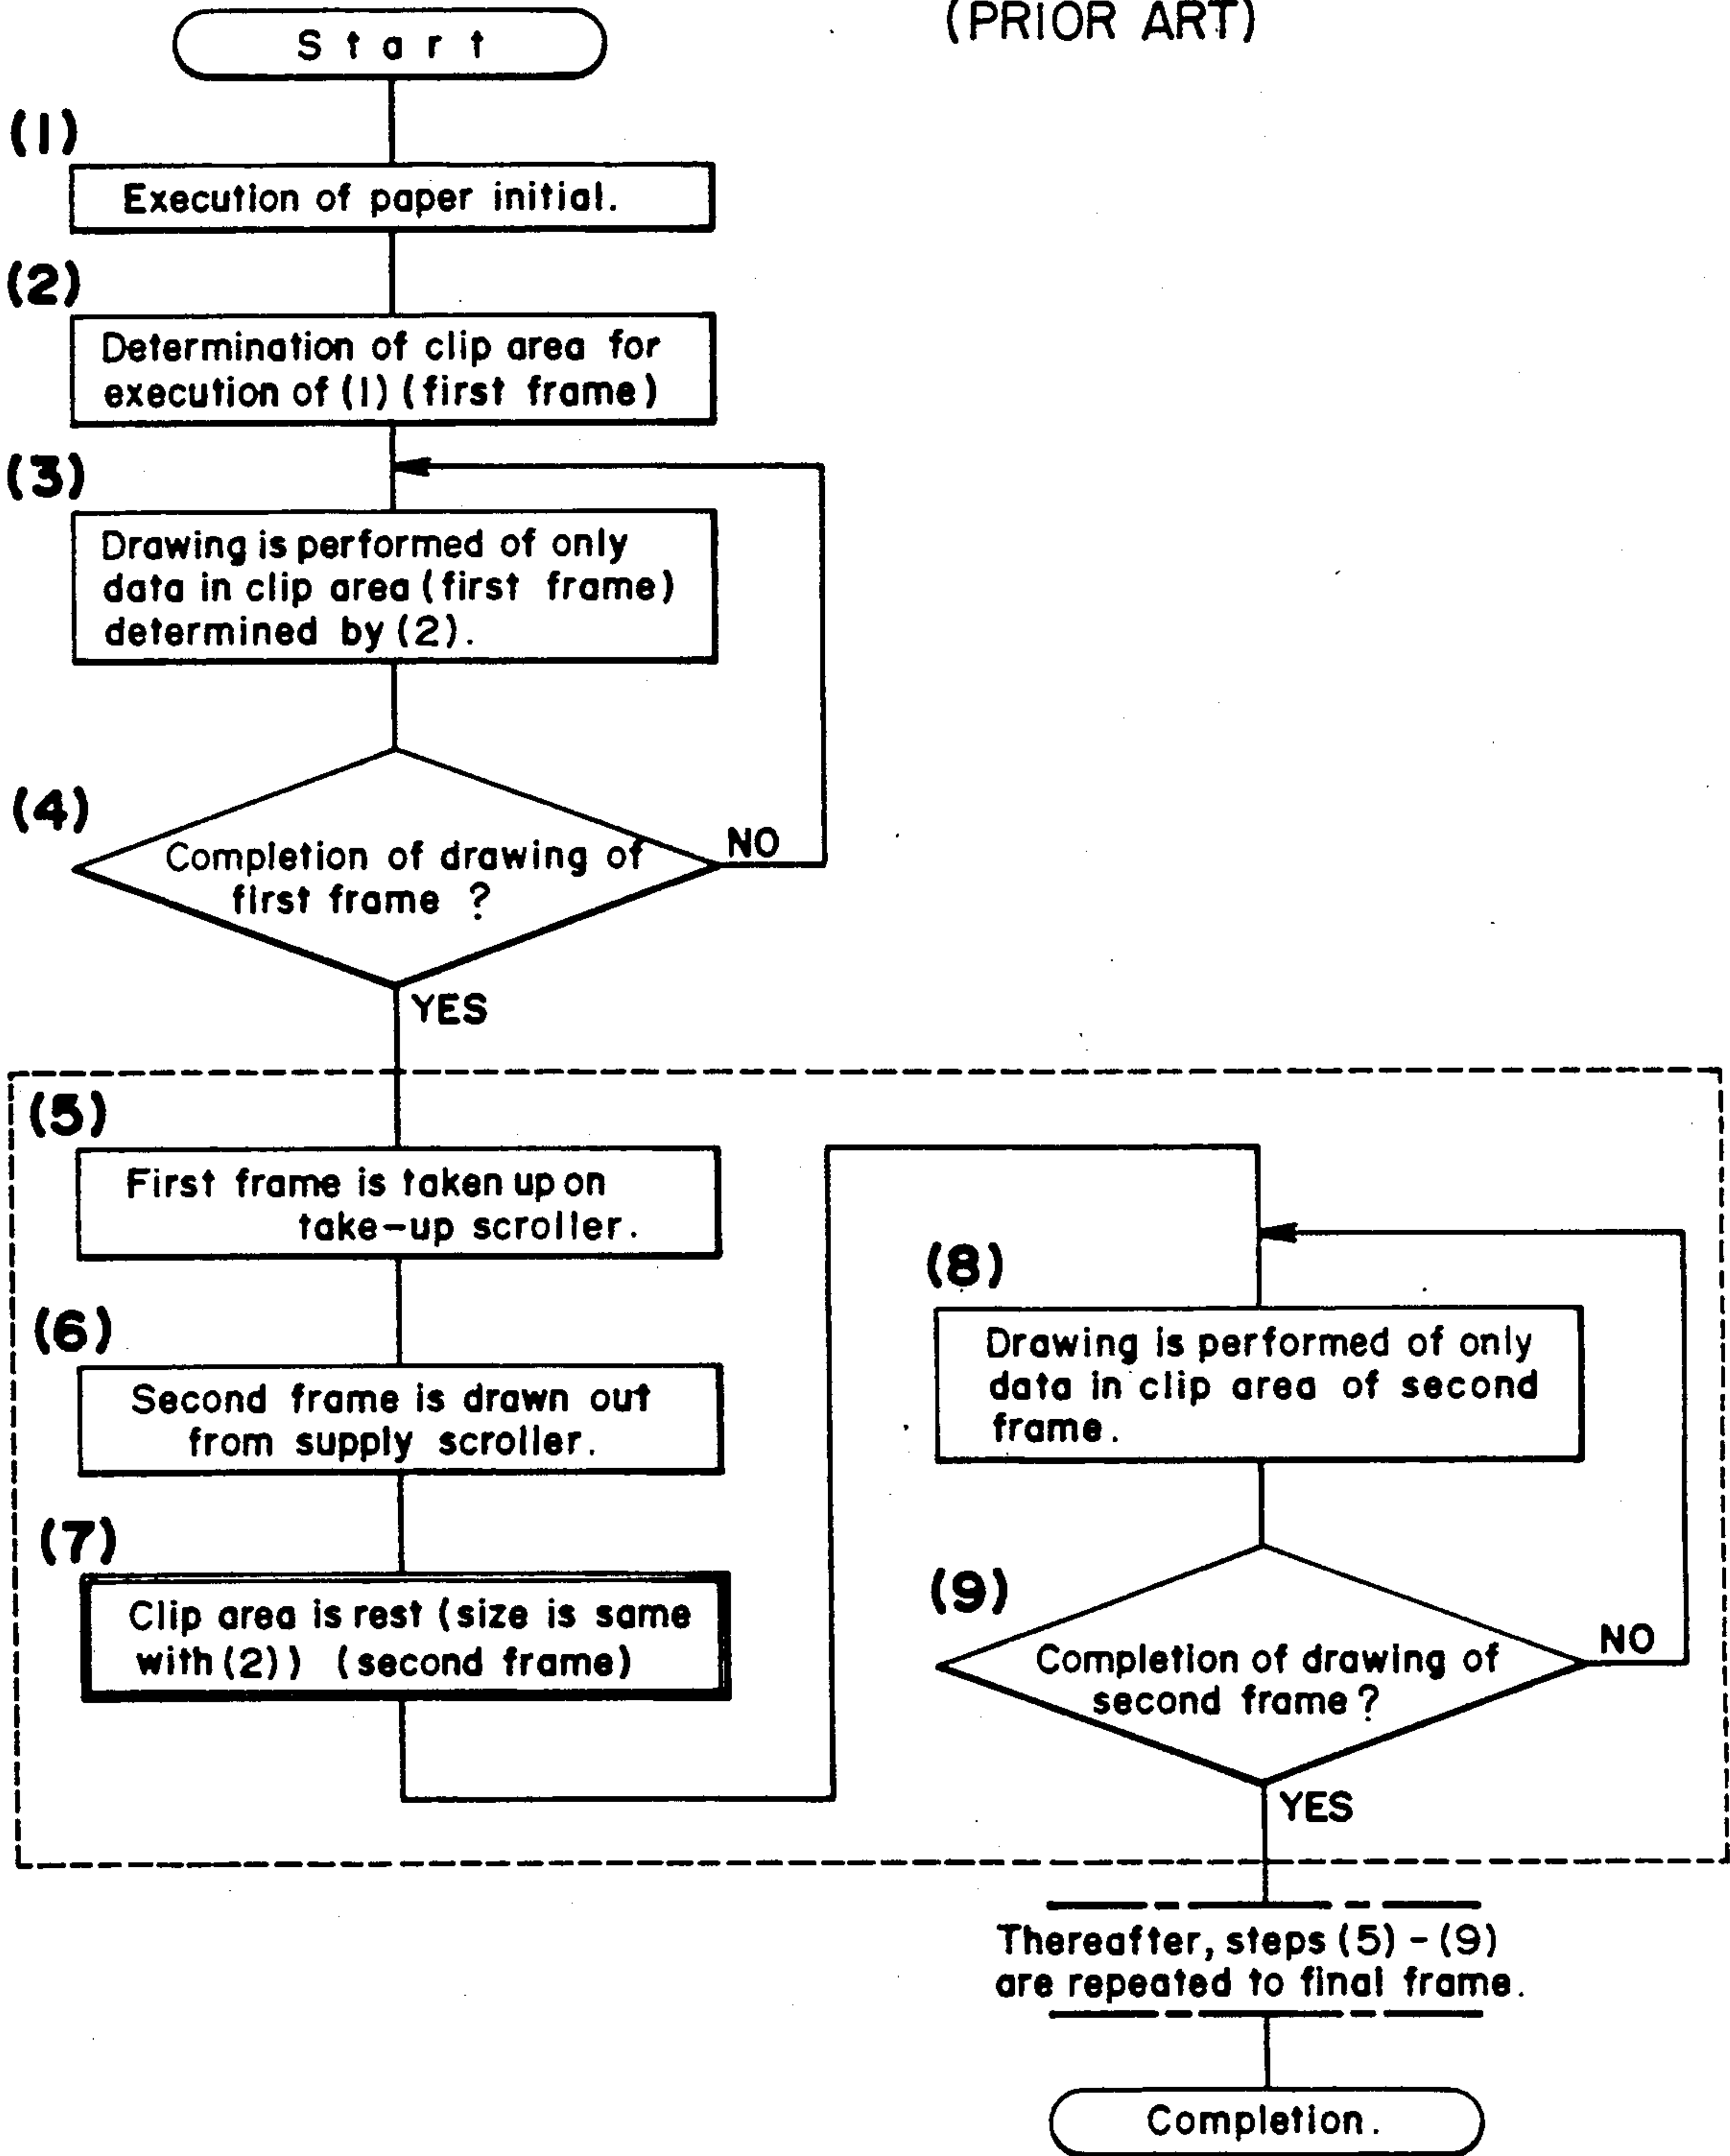 (PRIOR ART)
Start
(1)
Execution of paper initial.
(2)
Determination of clip area for
execution of (1) (first frame)
(3)
Drawing is performed of only
data in clip area (first frame)
determined by (2).
(4)
Completion of drawing of
first frame ?
NO
YES
(5)
First frame is taken up on
take-up scroller.
(6)
Second frame is drawn out
from supply scroller.
(7)
Clip area is rest (size is same
with (2)) (second frame)
(8)
Drawing is performed of only
data in clip area of second
frame.
(9)
Completion of drawing of
second frame ?
NO
YES
Thereafter, steps (5) - (9)
are repeated to final frame.
Completion.